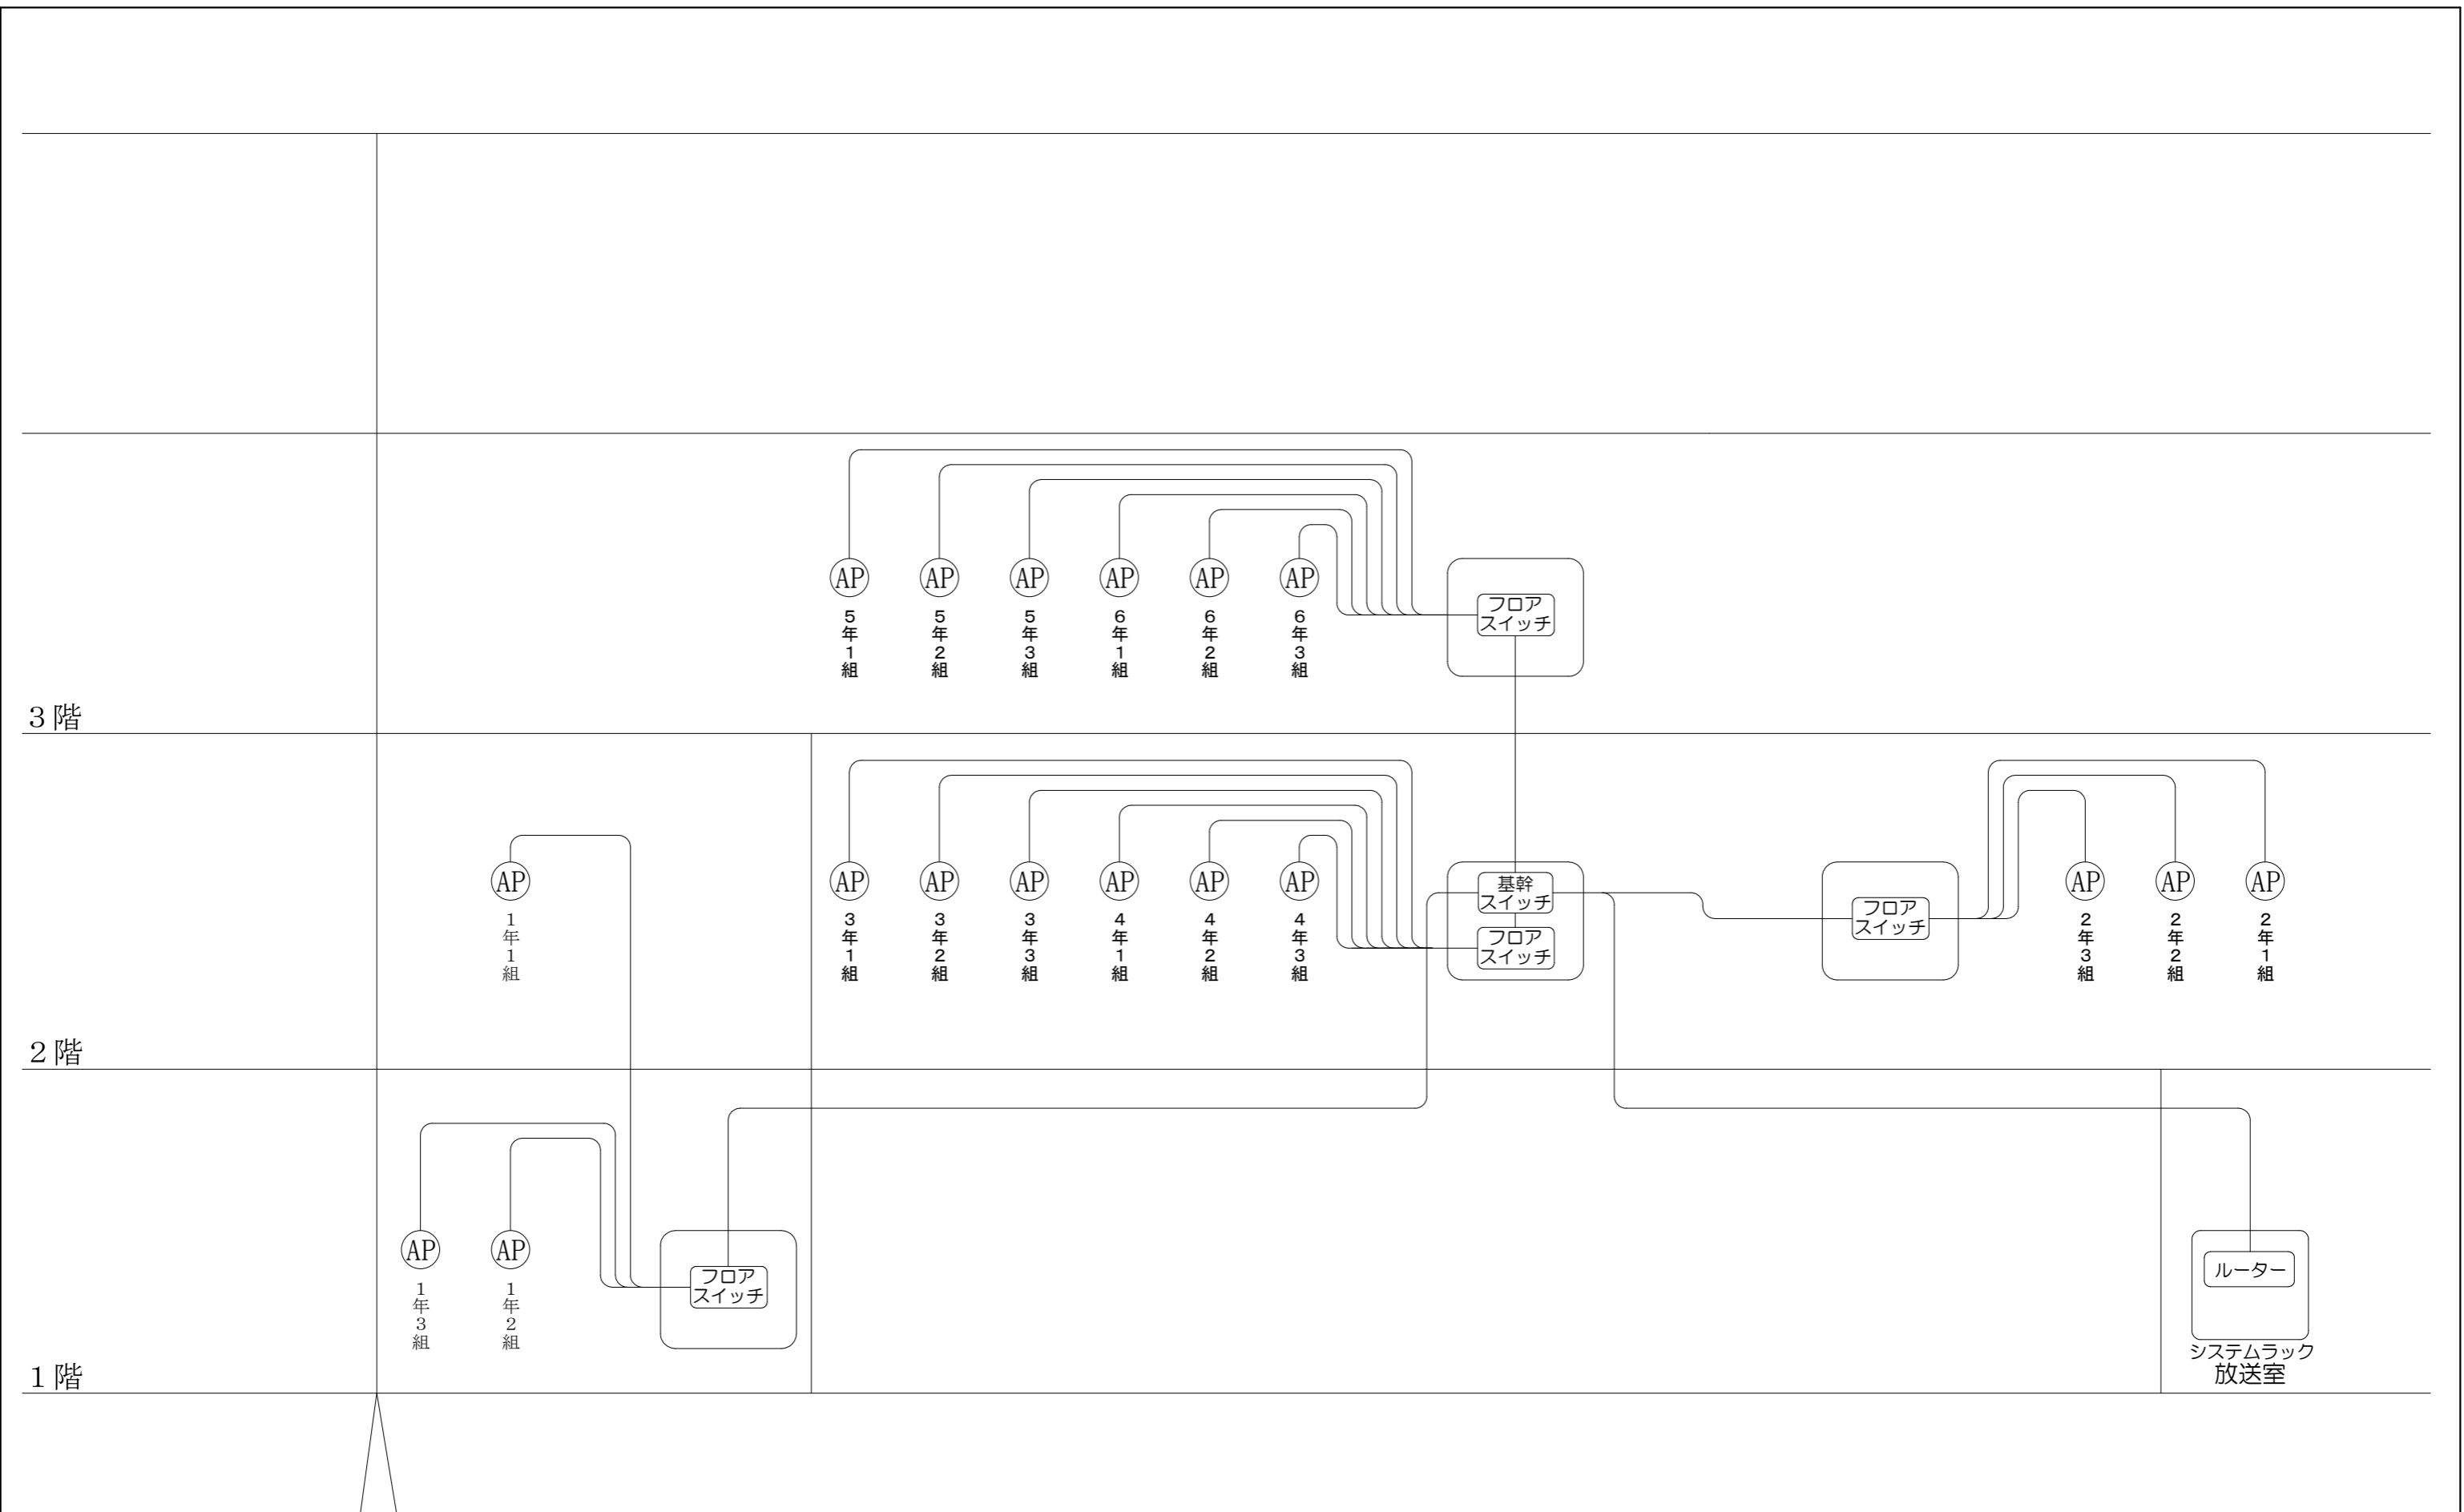 AP AP AP AP AP AP
5年1組
5年2組
5年3組
6年1組
6年2組
6年3組
フロア
スイッチ
3階
AP
1年1組
AP AP AP AP AP AP
3年1組
3年2組
3年3組
4年1組
4年2組
4年3組
基幹
スイッチ
フロア
スイッチ
フロア
スイッチ
AP AP AP
2年3組
2年2組
2年1組
2階
AP AP
1年3組
1年2組
フロア
スイッチ
ルーター
システムラック
放送室
1階